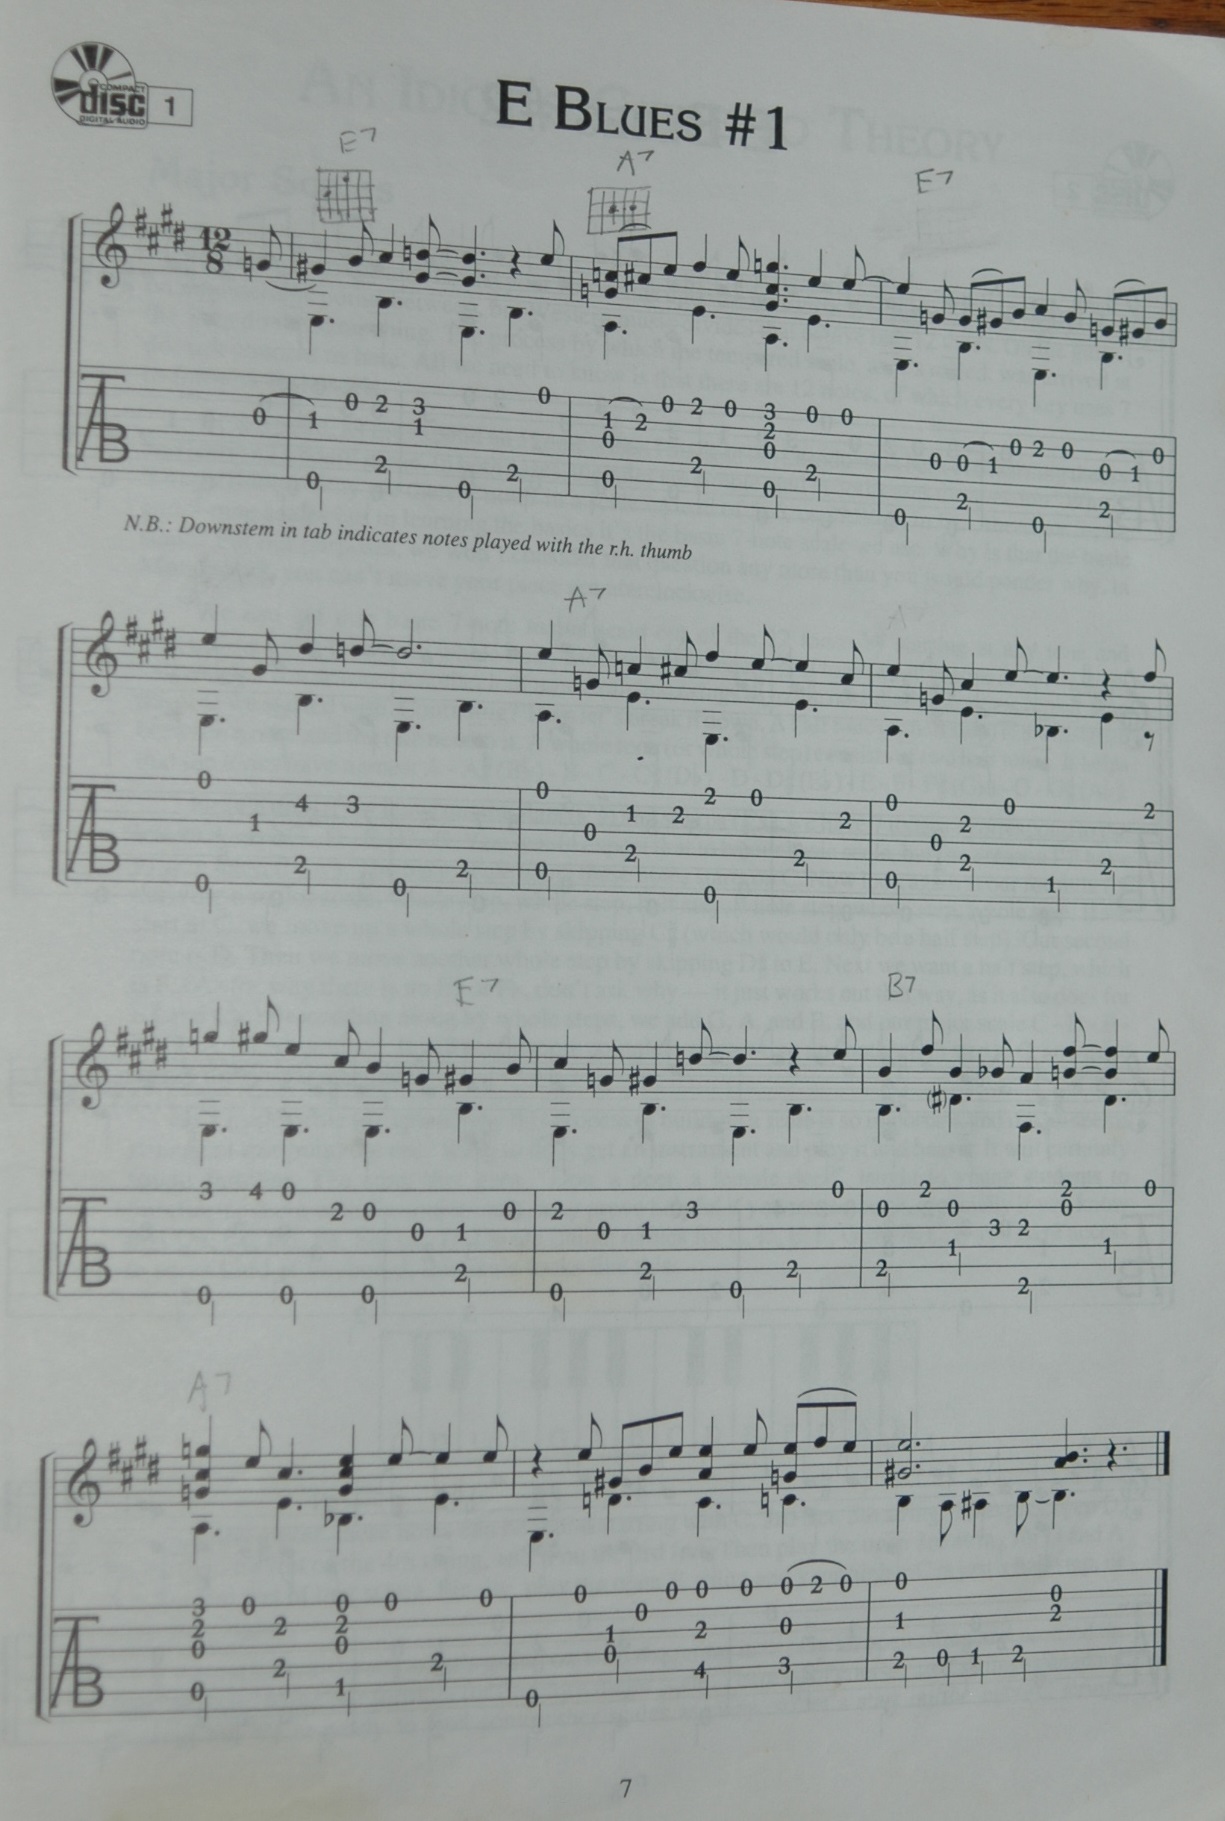 COMPACT
disc
DIGITAL AUDIO
1
E BLUES #1
E7
A7
E7
12
8
T
A
B
0 1 0 2 3 0 1 2 0 2 0 3 0 0 0 0 1 0 2 0 0 1 0
1 0 2
0
0 2 0 2 0 2 0 2 0 2 0 2
N.B.: Downstem in tab indicates notes played with the r.h. thumb
A7
A7
T
A
B
0 1 4 3 0 0 1 2 2 0 2 0 0 2 0 2
0 2 0 2 0 2 0 2 0 2 1 2
E7
B7
T
A
B
3 4 0 2 0 0 1 0 2 0 1 3 0 0 2 0 3 2 2 0
0
0 0 0 2 0 2 0 2 2 1 2 1
A7
T
A
B
3 0 2 0 0 0 0 1 0 0 0 0 0 2 0 0 0
2 2 2 0 1 2
0 0
0 2 1 2 0 0 4 3 2 0 1 2
7